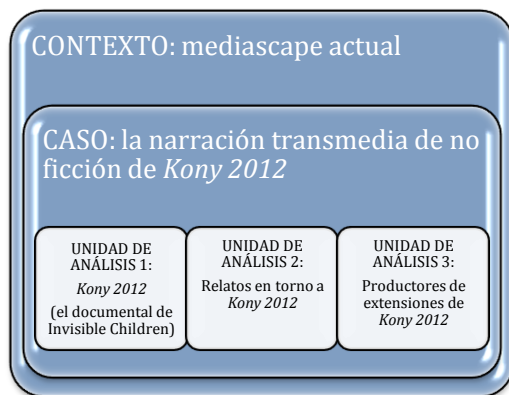 CONTEXTO: mediascape actual
CASO: la narración transmedia de no
ficción de Kony 2012
UNIDAD DE
ANÁLISIS 1:
Kony 2012
(el documental de
Invisible Children)
UNIDAD DE
ANÁLISIS 2:
Relatos en torno a
Kony 2012
UNIDAD DE
ANÁLISIS 3:
Productores de
extensiones de
Kony 2012